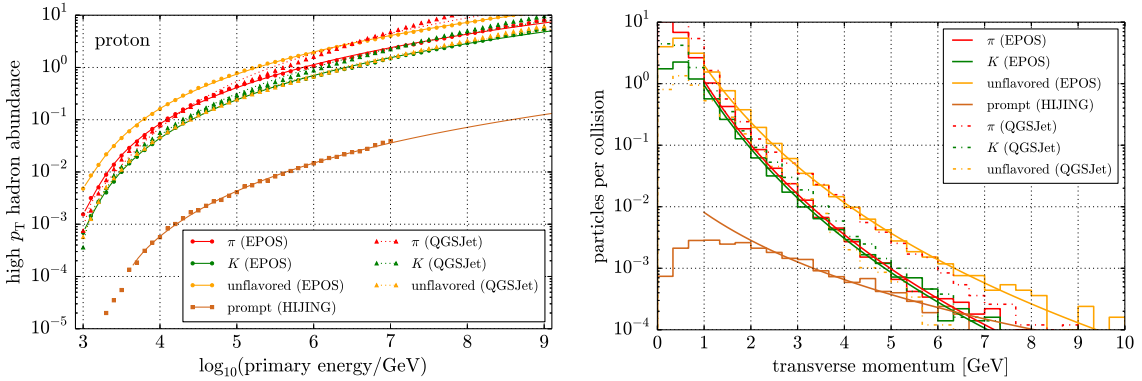 high pT hadron abundance
10^1
10^0
10^-1
10^-2
10^-3
10^-4
10^-5
proton
π (EPOS)
K (EPOS)
unflavored (EPOS)
prompt (HIJING)
π (QGSJet)
K (QGSJet)
unflavored (QGSJet)
3 4 5 6 7 8 9
log10(primary energy/GeV)
particles per collision
10^1
10^0
10^-1
10^-2
10^-3
10^-4
π (EPOS)
K (EPOS)
unflavored (EPOS)
prompt (HIJING)
π (QGSJet)
K (QGSJet)
unflavored (QGSJet)
0 1 2 3 4 5 6 7 8 9 10
transverse momentum [GeV]